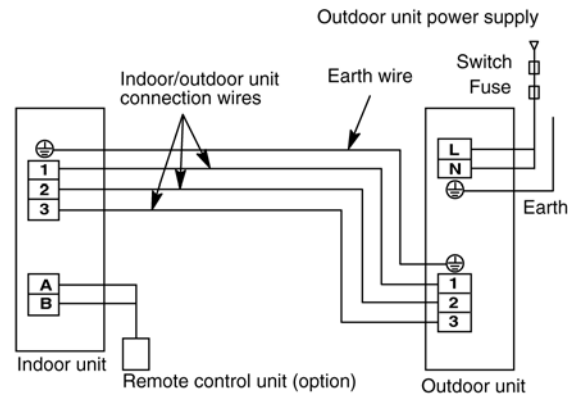 Outdoor unit power supply
Switch
Fuse
Indoor/outdoor unit
connection wires
Earth wire
1
2
3
A
B
L
N
Earth
1
2
3
Indoor unit
Remote control unit (option)
Outdoor unit